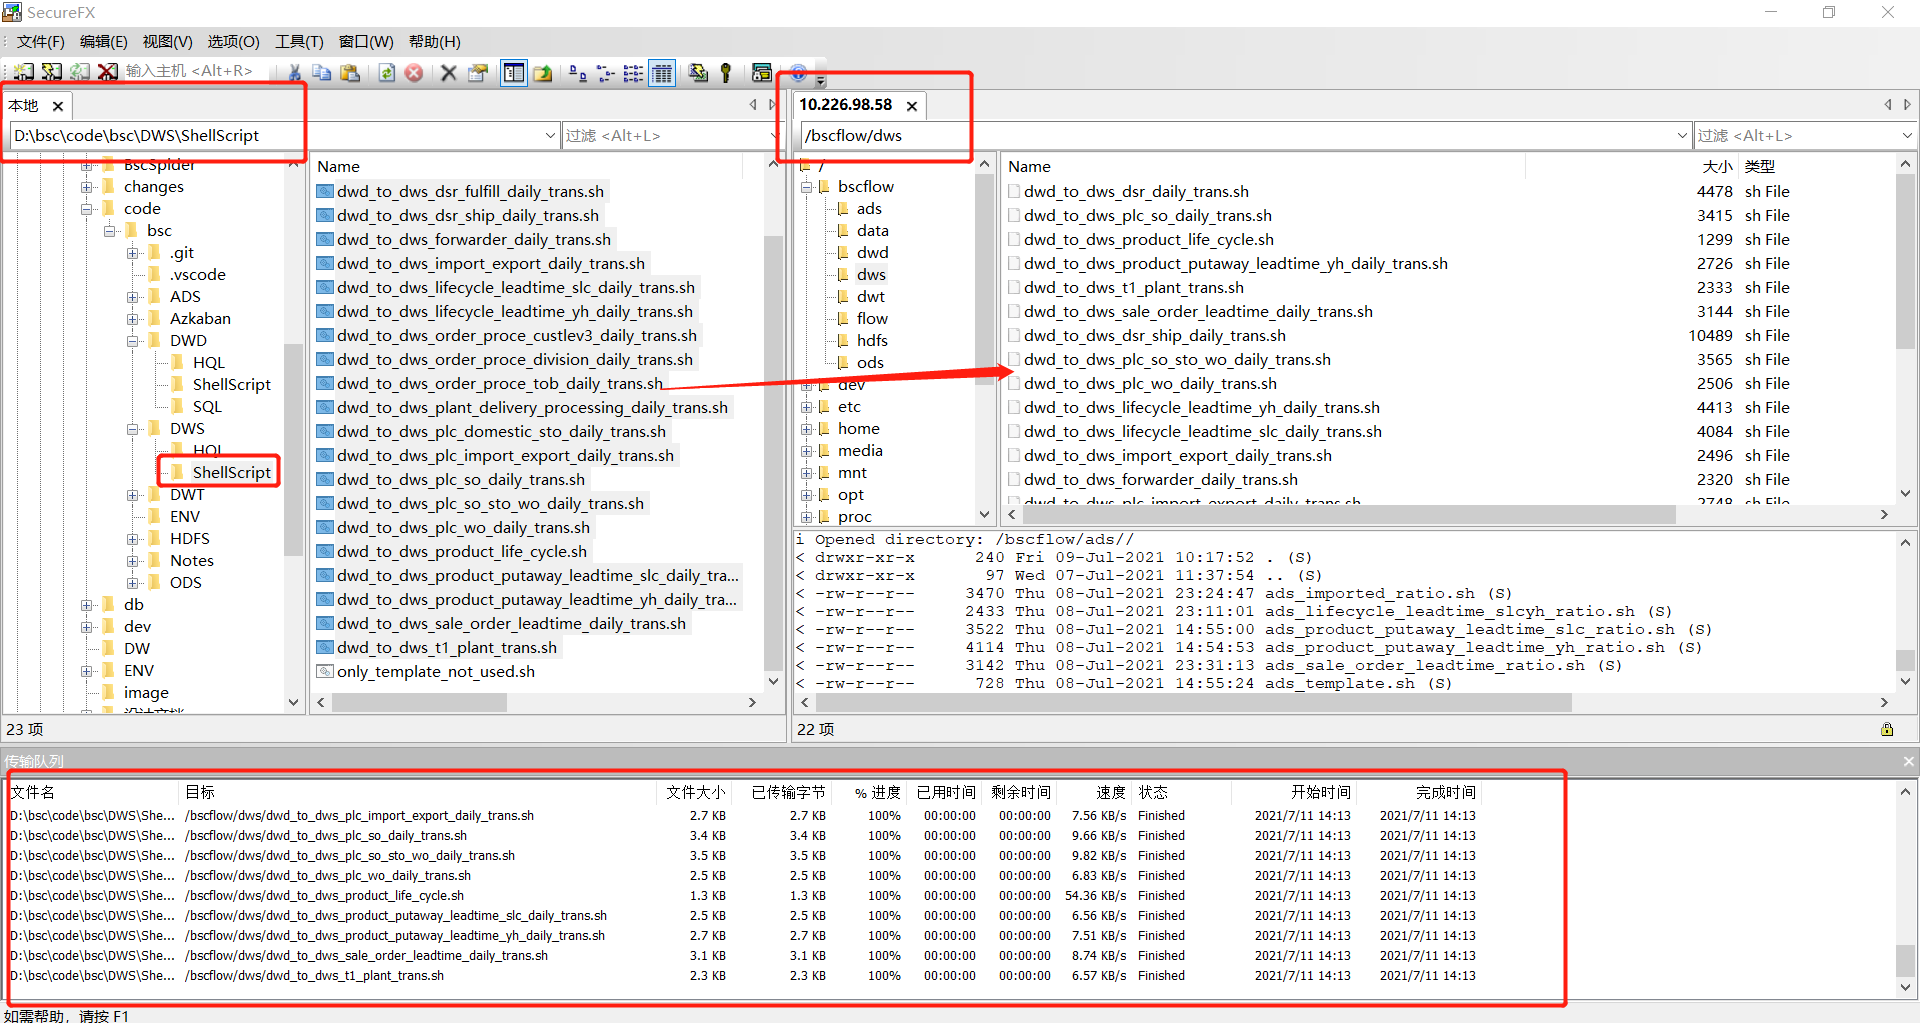 SecureFX
文件(F) 编辑(E) 视图(V) 选项(O) 工具(T) 窗口(W) 帮助(H)
输入主机 <Alt+R>
本地
D:\bsc\code\bsc\DWS\ShellScript
过滤 <Alt+L>
BscSpider
changes
code
bsc
.git
.vscode
ADS
Azkaban
DWD
HQL
ShellScript
SQL
DWS
HQL
ShellScript
DWT
ENV
HDFS
Notes
ODS
db
dev
DW
ENV
image
设计文档
Name
dwd_to_dws_dsr_fulfill_daily_trans.sh
dwd_to_dws_dsr_ship_daily_trans.sh
dwd_to_dws_forwarder_daily_trans.sh
dwd_to_dws_import_export_daily_trans.sh
dwd_to_dws_lifecycle_leadtime_slc_daily_trans.sh
dwd_to_dws_lifecycle_leadtime_yh_daily_trans.sh
dwd_to_dws_order_proce_custlev3_daily_trans.sh
dwd_to_dws_order_proce_division_daily_trans.sh
dwd_to_dws_order_proce_tob_daily_trans.sh
dwd_to_dws_plant_delivery_processing_daily_trans.sh
dwd_to_dws_plc_domestic_sto_daily_trans.sh
dwd_to_dws_plc_import_export_daily_trans.sh
dwd_to_dws_plc_so_daily_trans.sh
dwd_to_dws_plc_so_sto_wo_daily_trans.sh
dwd_to_dws_plc_wo_daily_trans.sh
dwd_to_dws_product_life_cycle.sh
dwd_to_dws_product_putaway_leadtime_slc_daily_tra...
dwd_to_dws_product_putaway_leadtime_yh_daily_tra...
dwd_to_dws_sale_order_leadtime_daily_trans.sh
dwd_to_dws_t1_plant_trans.sh
only_template_not_used.sh
23 项
10.226.98.58
/bscflow/dws
过滤 <Alt+L>
/
bscflow
ads
data
dwd
dws
dwt
flow
hdfs
ods
dev
etc
home
media
mnt
opt
proc
Name 大小 类型
dwd_to_dws_dsr_daily_trans.sh 4478 sh File
dwd_to_dws_plc_so_daily_trans.sh 3415 sh File
dwd_to_dws_product_life_cycle.sh 1299 sh File
dwd_to_dws_product_putaway_leadtime_yh_daily_trans.sh 2726 sh File
dwd_to_dws_t1_plant_trans.sh 2333 sh File
dwd_to_dws_sale_order_leadtime_daily_trans.sh 3144 sh File
dwd_to_dws_dsr_ship_daily_trans.sh 10489 sh File
dwd_to_dws_plc_so_sto_wo_daily_trans.sh 3565 sh File
dwd_to_dws_plc_wo_daily_trans.sh 2506 sh File
dwd_to_dws_lifecycle_leadtime_yh_daily_trans.sh 4413 sh File
dwd_to_dws_lifecycle_leadtime_slc_daily_trans.sh 4084 sh File
dwd_to_dws_import_export_daily_trans.sh 2496 sh File
dwd_to_dws_forwarder_daily_trans.sh 2320 sh File
dwd_to_dws_plc_import_export_daily_trans.sh 2748 sh File
i Opened directory: /bscflow/ads//
< drwxr-xr-x 240 Fri 09-Jul-2021 10:17:52 . (S)
< drwxr-xr-x 97 Wed 07-Jul-2021 11:37:54 .. (S)
< -rw-r--r-- 3470 Thu 08-Jul-2021 23:24:47 ads_imported_ratio.sh (S)
< -rw-r--r-- 2433 Thu 08-Jul-2021 23:11:01 ads_lifecycle_leadtime_slcyh_ratio.sh (S)
< -rw-r--r-- 3522 Thu 08-Jul-2021 14:55:00 ads_product_putaway_leadtime_slc_ratio.sh (S)
< -rw-r--r-- 4114 Thu 08-Jul-2021 14:54:53 ads_product_putaway_leadtime_yh_ratio.sh (S)
< -rw-r--r-- 3142 Thu 08-Jul-2021 23:31:13 ads_sale_order_leadtime_ratio.sh (S)
< -rw-r--r-- 728 Thu 08-Jul-2021 14:55:24 ads_template.sh (S)
22 项
传输队列
文件名 目标 文件大小 已传输字节 % 进度 已用时间 剩余时间 速度 状态 开始时间 完成时间
D:\bsc\code\bsc\DWS\She... /bscflow/dws/dwd_to_dws_plc_import_export_daily_trans.sh 2.7 KB 2.7 KB 100% 00:00:00 00:00:00 7.56 KB/s Finished 2021/7/11 14:13 2021/7/11 14:13
D:\bsc\code\bsc\DWS\She... /bscflow/dws/dwd_to_dws_plc_so_daily_trans.sh 3.4 KB 3.4 KB 100% 00:00:00 00:00:00 9.66 KB/s Finished 2021/7/11 14:13 2021/7/11 14:13
D:\bsc\code\bsc\DWS\She... /bscflow/dws/dwd_to_dws_plc_so_sto_wo_daily_trans.sh 3.5 KB 3.5 KB 100% 00:00:00 00:00:00 9.82 KB/s Finished 2021/7/11 14:13 2021/7/11 14:13
D:\bsc\code\bsc\DWS\She... /bscflow/dws/dwd_to_dws_plc_wo_daily_trans.sh 2.5 KB 2.5 KB 100% 00:00:00 00:00:00 6.83 KB/s Finished 2021/7/11 14:13 2021/7/11 14:13
D:\bsc\code\bsc\DWS\She... /bscflow/dws/dwd_to_dws_product_life_cycle.sh 1.3 KB 1.3 KB 100% 00:00:00 00:00:00 54.36 KB/s Finished 2021/7/11 14:13 2021/7/11 14:13
D:\bsc\code\bsc\DWS\She... /bscflow/dws/dwd_to_dws_product_putaway_leadtime_slc_daily_trans.sh 2.5 KB 2.5 KB 100% 00:00:00 00:00:00 6.56 KB/s Finished 2021/7/11 14:13 2021/7/11 14:13
D:\bsc\code\bsc\DWS\She... /bscflow/dws/dwd_to_dws_product_putaway_leadtime_yh_daily_trans.sh 2.7 KB 2.7 KB 100% 00:00:00 00:00:00 7.51 KB/s Finished 2021/7/11 14:13 2021/7/11 14:13
D:\bsc\code\bsc\DWS\She... /bscflow/dws/dwd_to_dws_sale_order_leadtime_daily_trans.sh 3.1 KB 3.1 KB 100% 00:00:00 00:00:00 8.74 KB/s Finished 2021/7/11 14:13 2021/7/11 14:13
D:\bsc\code\bsc\DWS\She... /bscflow/dws/dwd_to_dws_t1_plant_trans.sh 2.3 KB 2.3 KB 100% 00:00:00 00:00:00 6.57 KB/s Finished 2021/7/11 14:13 2021/7/11 14:13
如需帮助，请按 F1